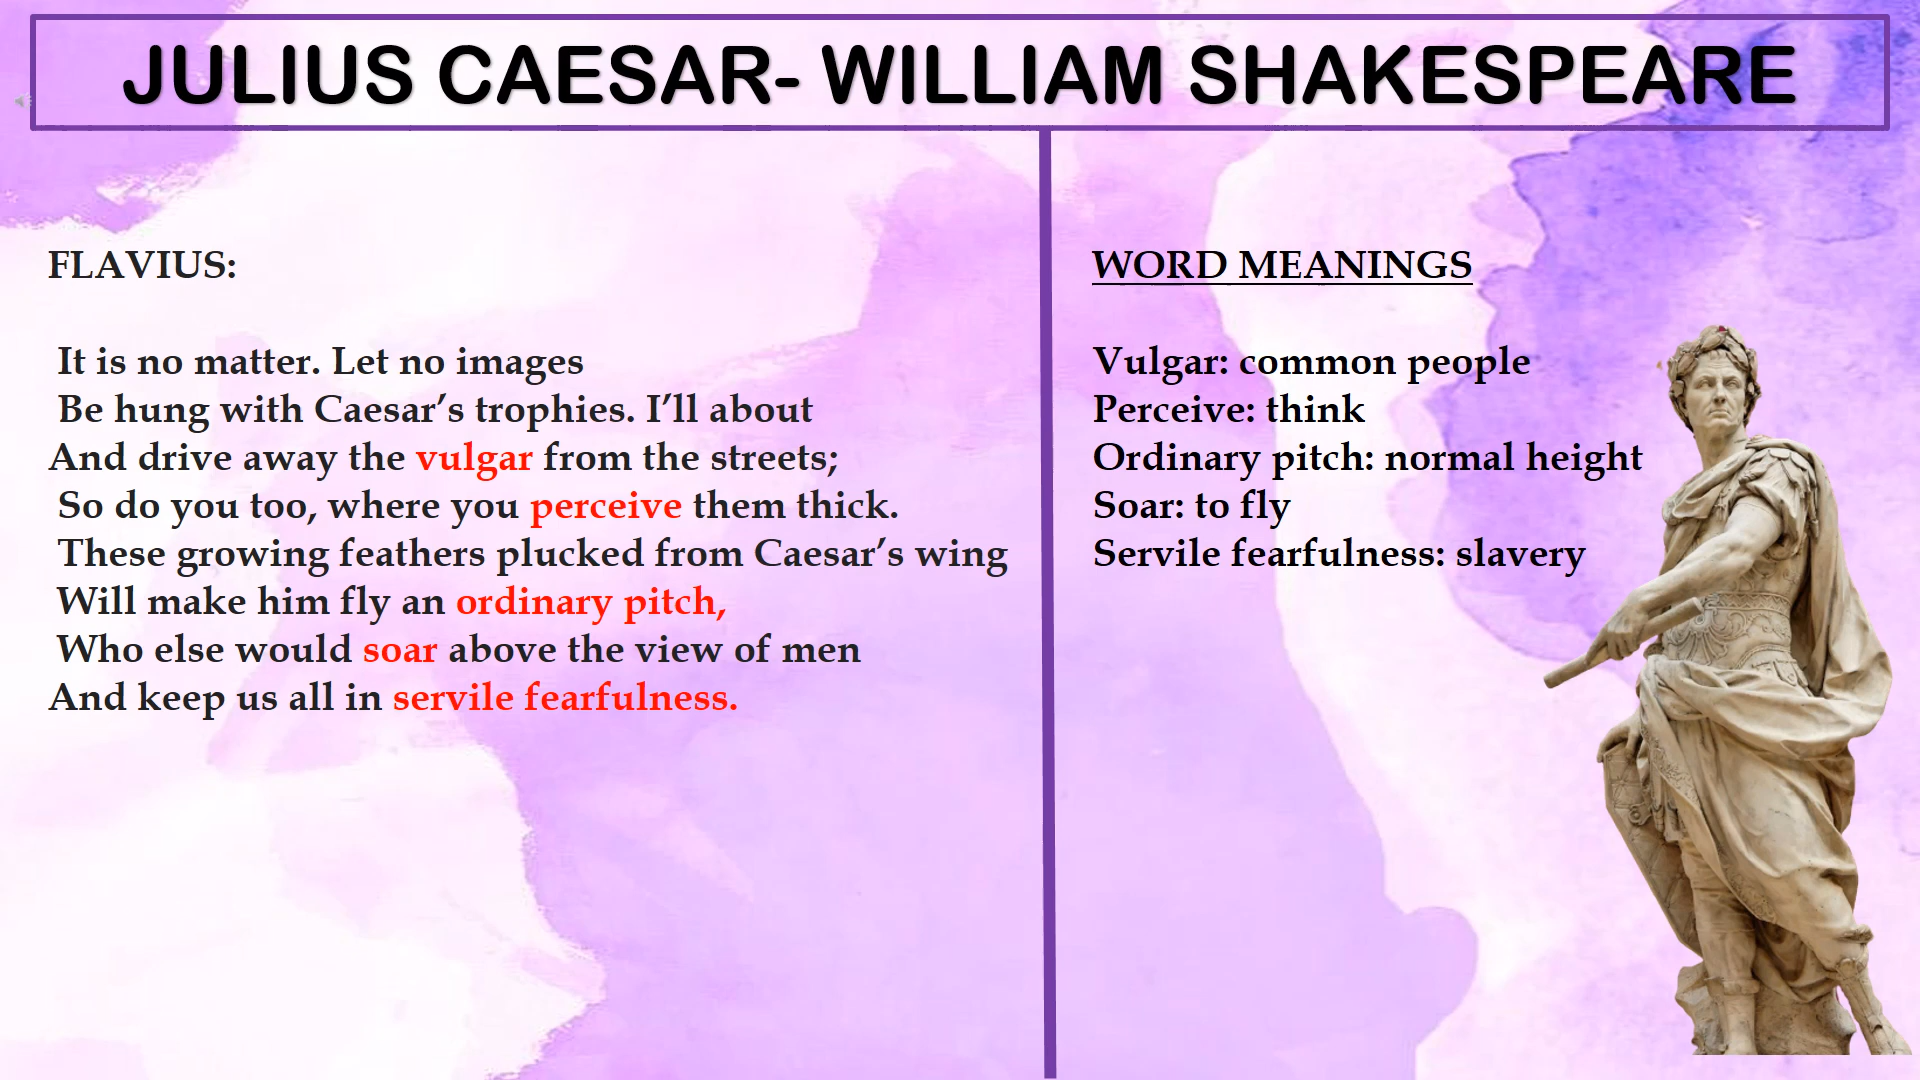 JULIUS CAESAR- WILLIAM SHAKESPEARE
FLAVIUS:
It is no matter. Let no images
Be hung with Caesar’s trophies. I’ll about
And drive away the vulgar from the streets;
So do you too, where you perceive them thick.
These growing feathers plucked from Caesar’s wing
Will make him fly an ordinary pitch,
Who else would soar above the view of men
And keep us all in servile fearfulness.
WORD MEANINGS
Vulgar: common people
Perceive: think
Ordinary pitch: normal height
Soar: to fly
Servile fearfulness: slavery